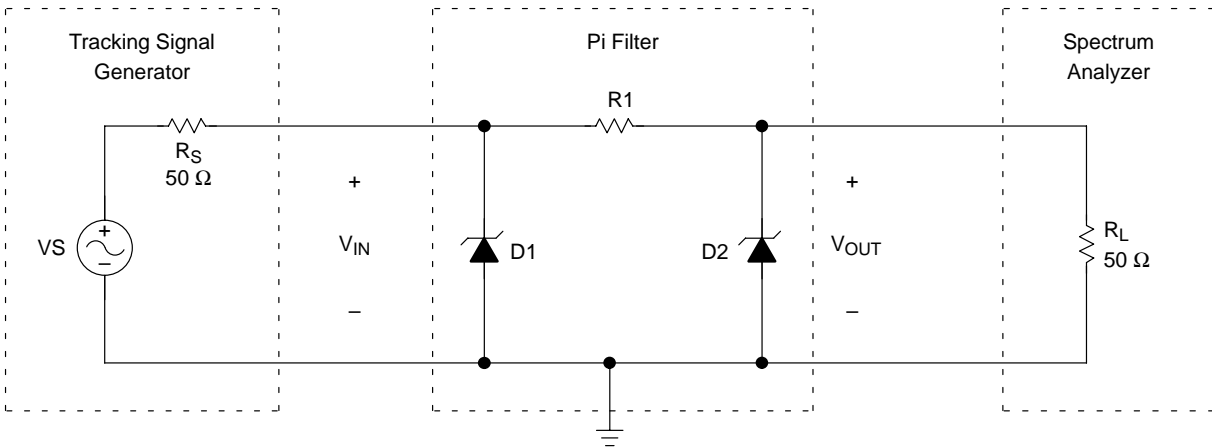 Tracking Signal
Generator
Pi Filter
Spectrum
Analyzer
R1
RS
50 Ω
+
+
+
VS
−
VIN
D1
D2
VOUT
RL
50 Ω
−
−